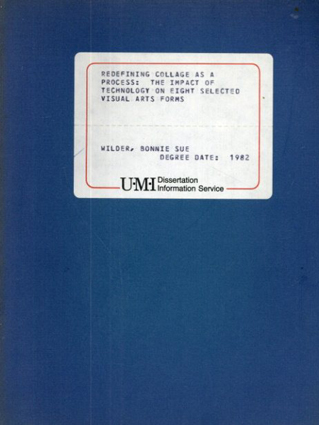 REDEFINING COLLAGE AS A
PROCESS: THE IMPACT OF
TECHNOLOGY ON EIGHT SELECTED
VISUAL ARTS FORMS
WILDER, BONNIE SUE
DEGREE DATE: 1982
U·M·I Dissertation
Information Service